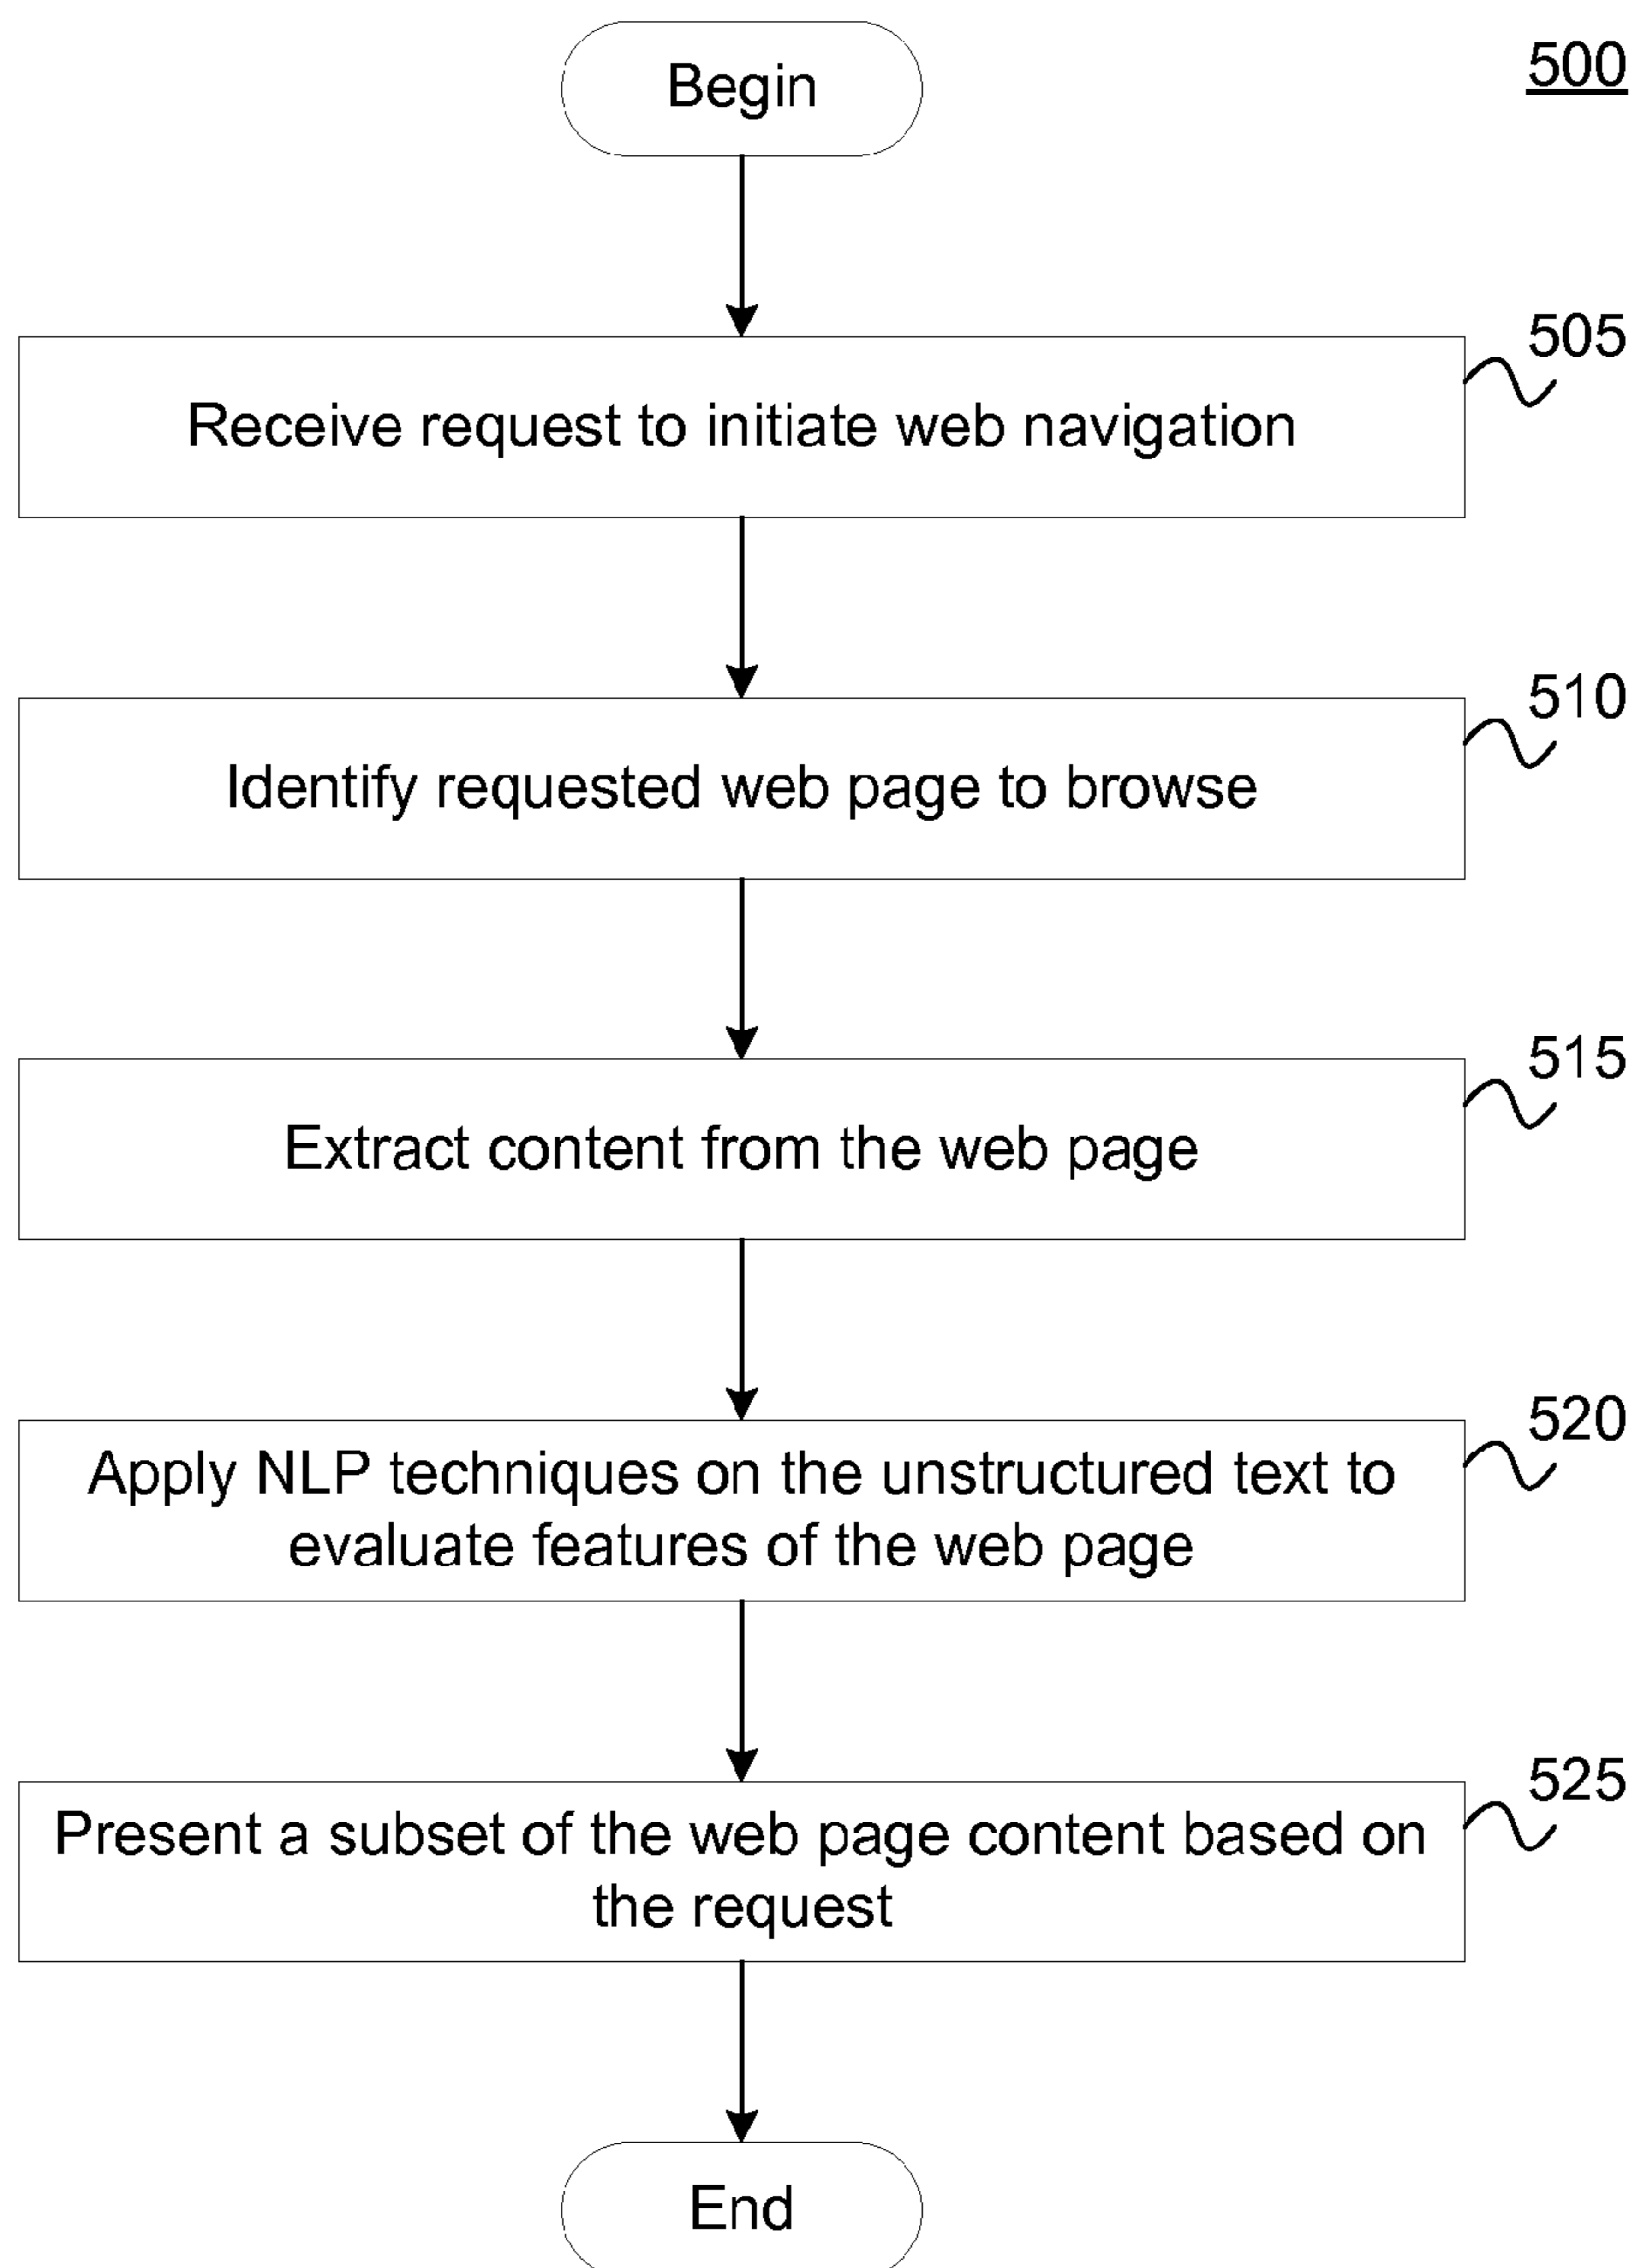 Begin
500
505
Receive request to initiate web navigation
510
Identify requested web page to browse
515
Extract content from the web page
520
Apply NLP techniques on the unstructured text to
evaluate features of the web page
525
Present a subset of the web page content based on
the request
End